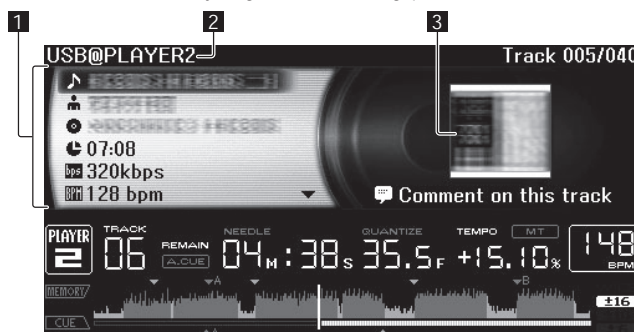 1 2 3
USB@PLAYER2 Track 005/040
07:08
bps 320kbps
BPM 128 bpm
Comment on this track
PLAYER 2 TRACK 06 REMAIN A.CUE NEEDLE 04M:38s QUANTIZE 35.5F TEMPO MT +15.10% 148 BPM
MEMORY A B
±16
CUE A